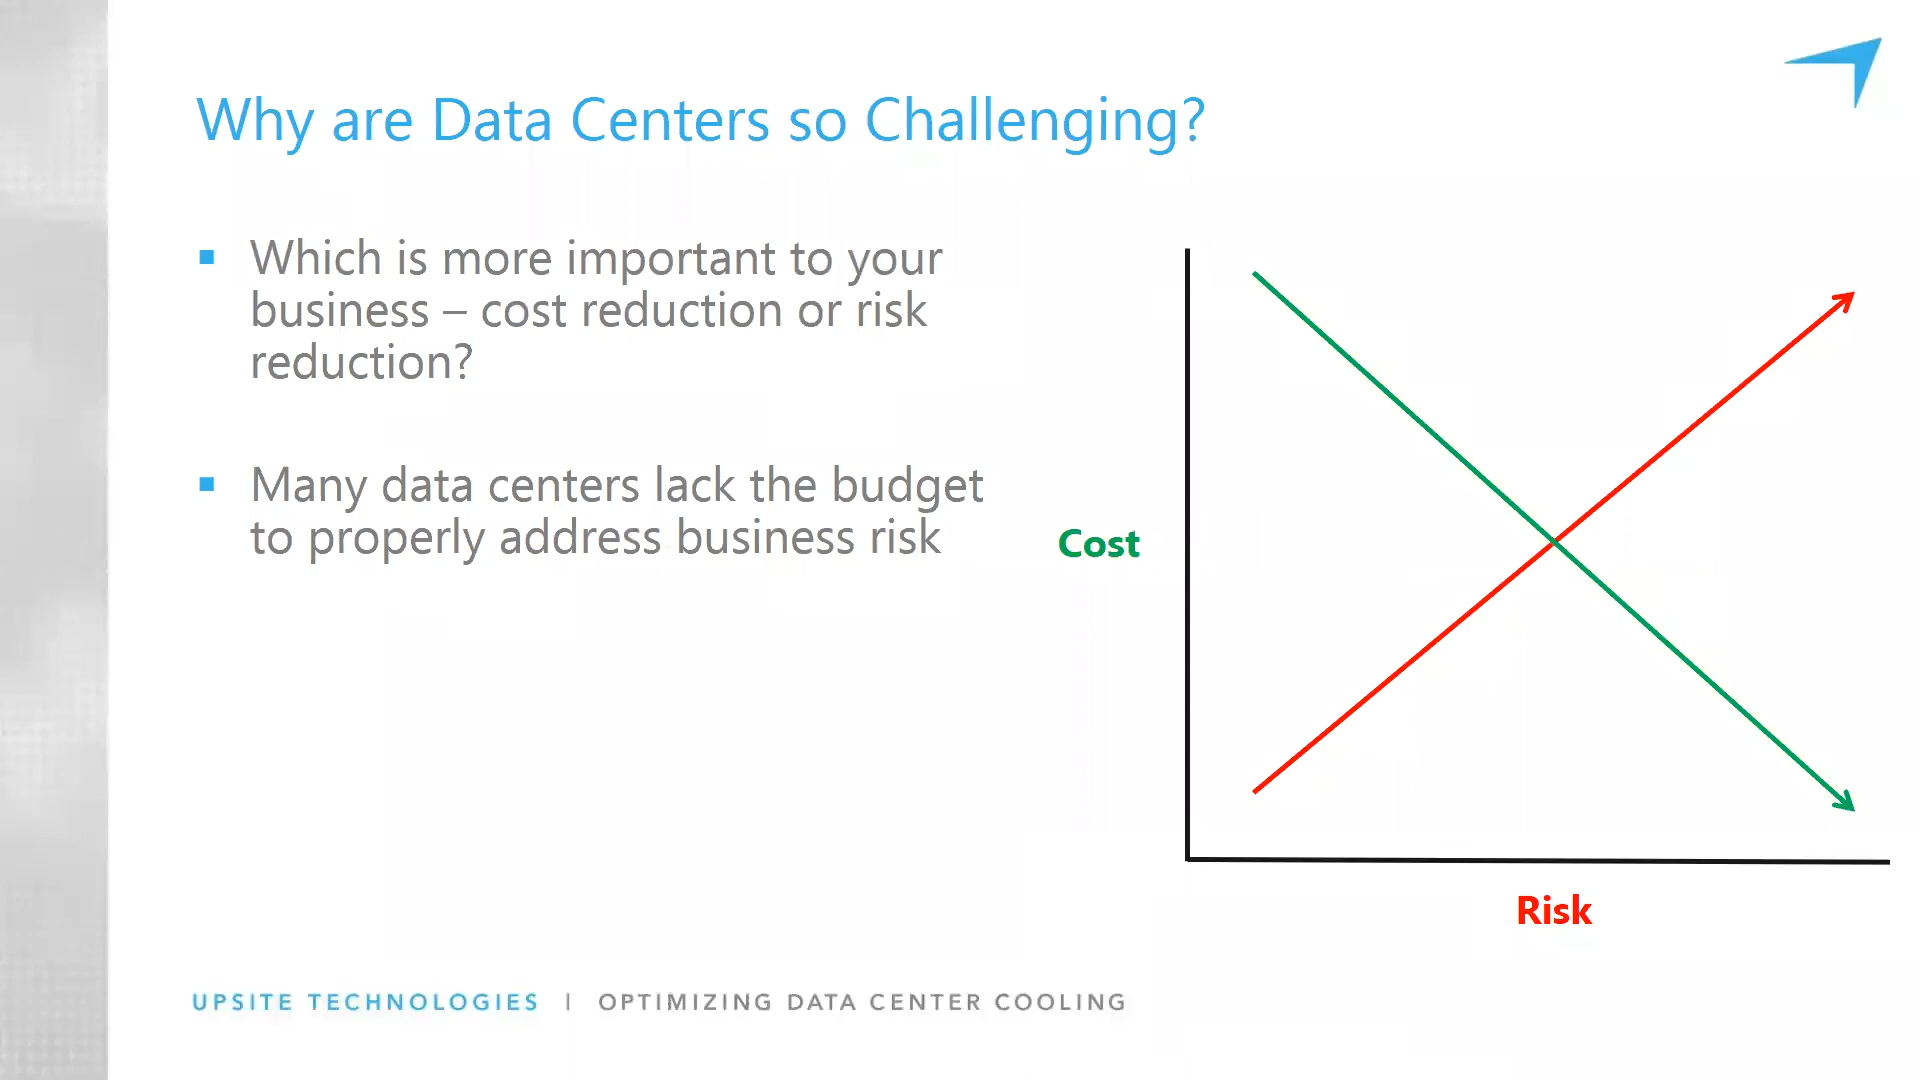 Why are Data Centers so Challenging?
▪ Which is more important to your
business – cost reduction or risk
reduction?
▪ Many data centers lack the budget
to properly address business risk
Cost
Risk
UPSITE TECHNOLOGIES | OPTIMIZING DATA CENTER COOLING